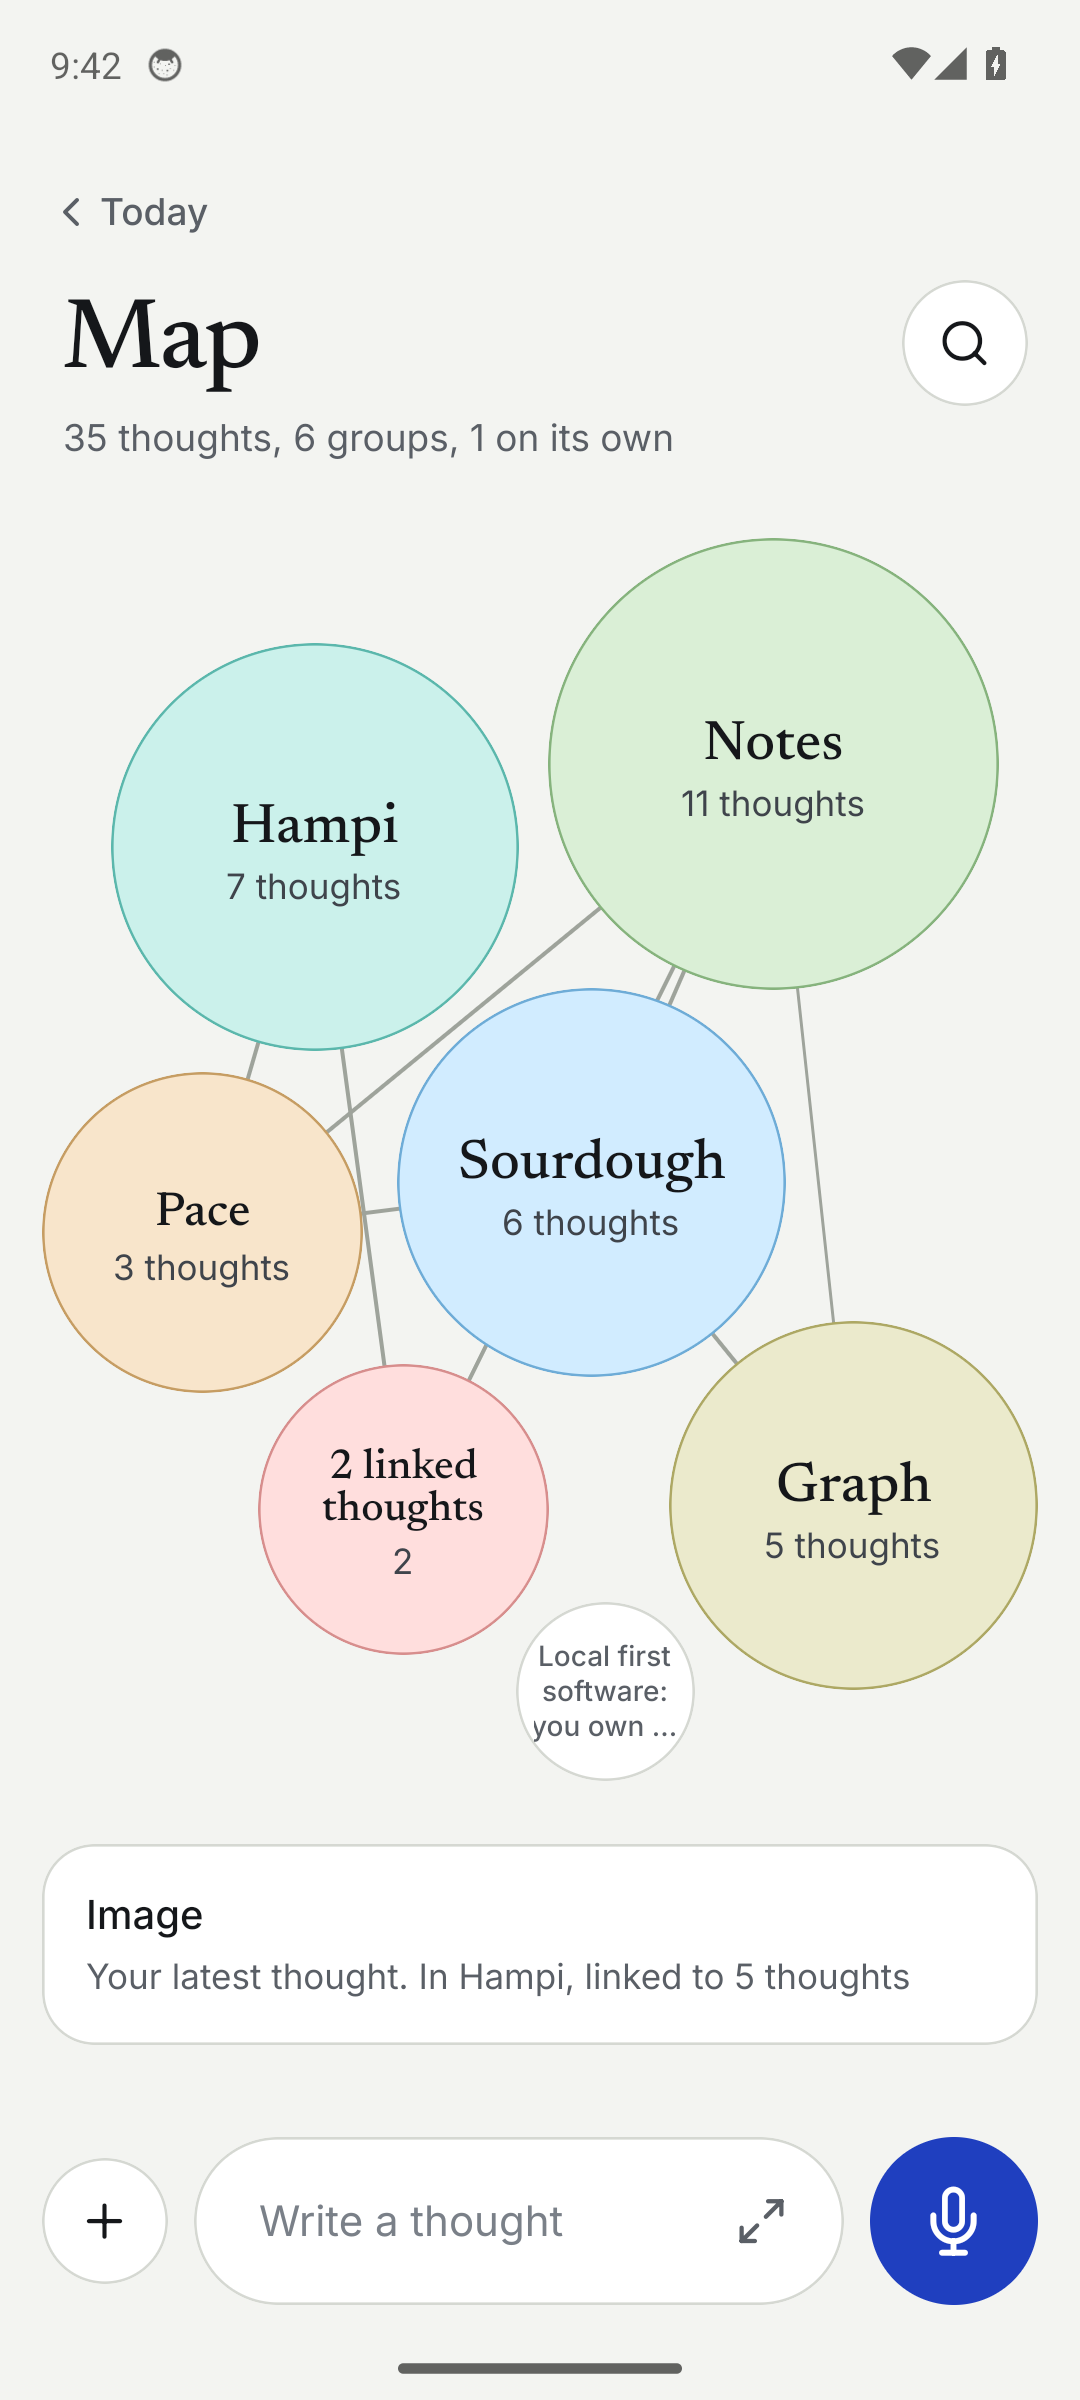 9:42
Today
Map
35 thoughts, 6 groups, 1 on its own
Notes
11 thoughts
Hampi
7 thoughts
Sourdough
6 thoughts
Pace
3 thoughts
2 linked
thoughts
2
Graph
5 thoughts
Local first
software:
you own ...
Image
Your latest thought. In Hampi, linked to 5 thoughts
Write a thought